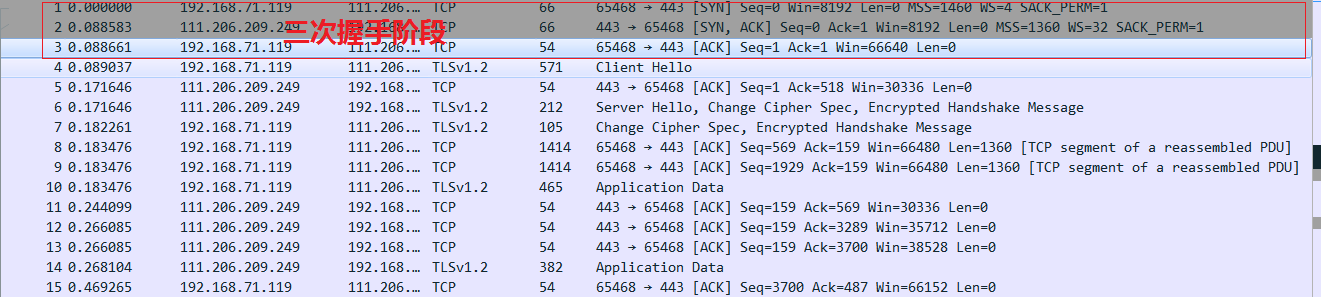 1 0.000000 192.168.71.119 111.206.… TCP 66 65468 → 443 [SYN] Seq=0 Win=8192 Len=0 MSS=1460 WS=4 SACK_PERM=1
2 0.088583 111.206.209.249 192.168.… TCP 66 443 → 65468 [SYN, ACK] Seq=0 Ack=1 Win=8192 Len=0 MSS=1360 WS=32 SACK_PERM=1
三次握手阶段
3 0.088661 192.168.71.119 111.206.… TCP 54 65468 → 443 [ACK] Seq=1 Ack=1 Win=66640 Len=0
4 0.089037 192.168.71.119 111.206.… TLSv1.2 571 Client Hello
5 0.171646 111.206.209.249 192.168.… TCP 54 443 → 65468 [ACK] Seq=1 Ack=518 Win=30336 Len=0
6 0.171646 111.206.209.249 192.168.… TLSv1.2 212 Server Hello, Change Cipher Spec, Encrypted Handshake Message
7 0.182261 192.168.71.119 111.206.… TLSv1.2 105 Change Cipher Spec, Encrypted Handshake Message
8 0.183476 192.168.71.119 111.206.… TCP 1414 65468 → 443 [ACK] Seq=569 Ack=159 Win=66480 Len=1360 [TCP segment of a reassembled PDU]
9 0.183476 192.168.71.119 111.206.… TCP 1414 65468 → 443 [ACK] Seq=1929 Ack=159 Win=66480 Len=1360 [TCP segment of a reassembled PDU]
10 0.183476 192.168.71.119 111.206.… TLSv1.2 465 Application Data
11 0.244099 111.206.209.249 192.168.… TCP 54 443 → 65468 [ACK] Seq=159 Ack=569 Win=30336 Len=0
12 0.266085 111.206.209.249 192.168.… TCP 54 443 → 65468 [ACK] Seq=159 Ack=3289 Win=35712 Len=0
13 0.266085 111.206.209.249 192.168.… TCP 54 443 → 65468 [ACK] Seq=159 Ack=3700 Win=38528 Len=0
14 0.268104 111.206.209.249 192.168.… TLSv1.2 382 Application Data
15 0.469265 192.168.71.119 111.206.… TCP 54 65468 → 443 [ACK] Seq=3700 Ack=487 Win=66152 Len=0